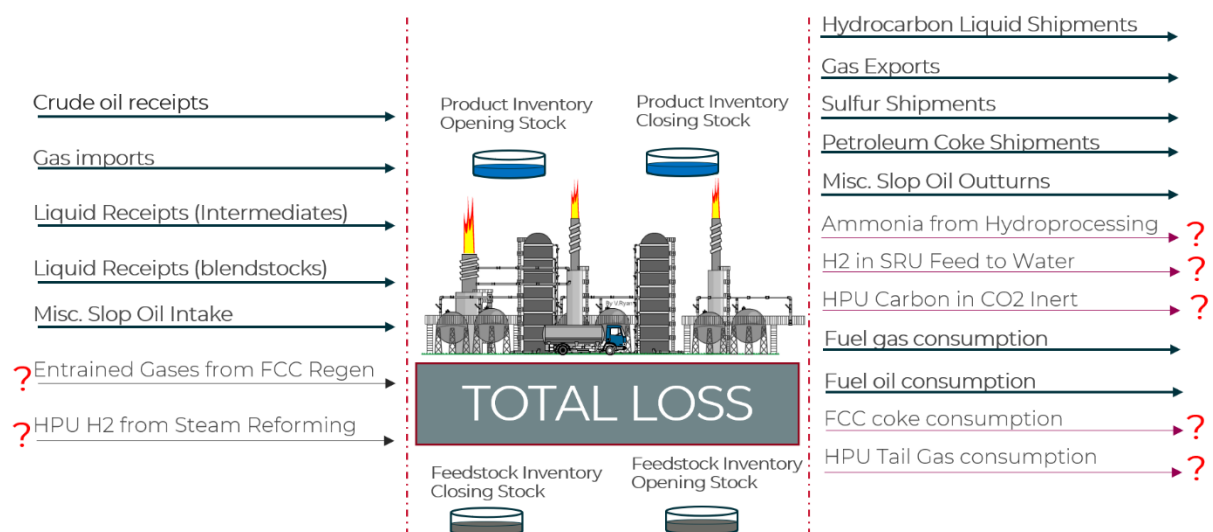 Crude oil receipts
Gas imports
Liquid Receipts (Intermediates)
Liquid Receipts (blendstocks)
Misc. Slop Oil Intake
? Entrained Gases from FCC Regen
? HPU H2 from Steam Reforming
Product Inventory
Opening Stock
Product Inventory
Closing Stock
By V.Ryan
TOTAL LOSS
Feedstock Inventory
Closing Stock
Feedstock Inventory
Opening Stock
Hydrocarbon Liquid Shipments
Gas Exports
Sulfur Shipments
Petroleum Coke Shipments
Misc. Slop Oil Outturns
Ammonia from Hydroprocessing ?
H2 in SRU Feed to Water ?
HPU Carbon in CO2 Inert ?
Fuel gas consumption
Fuel oil consumption
FCC coke consumption ?
HPU Tail Gas consumption ?